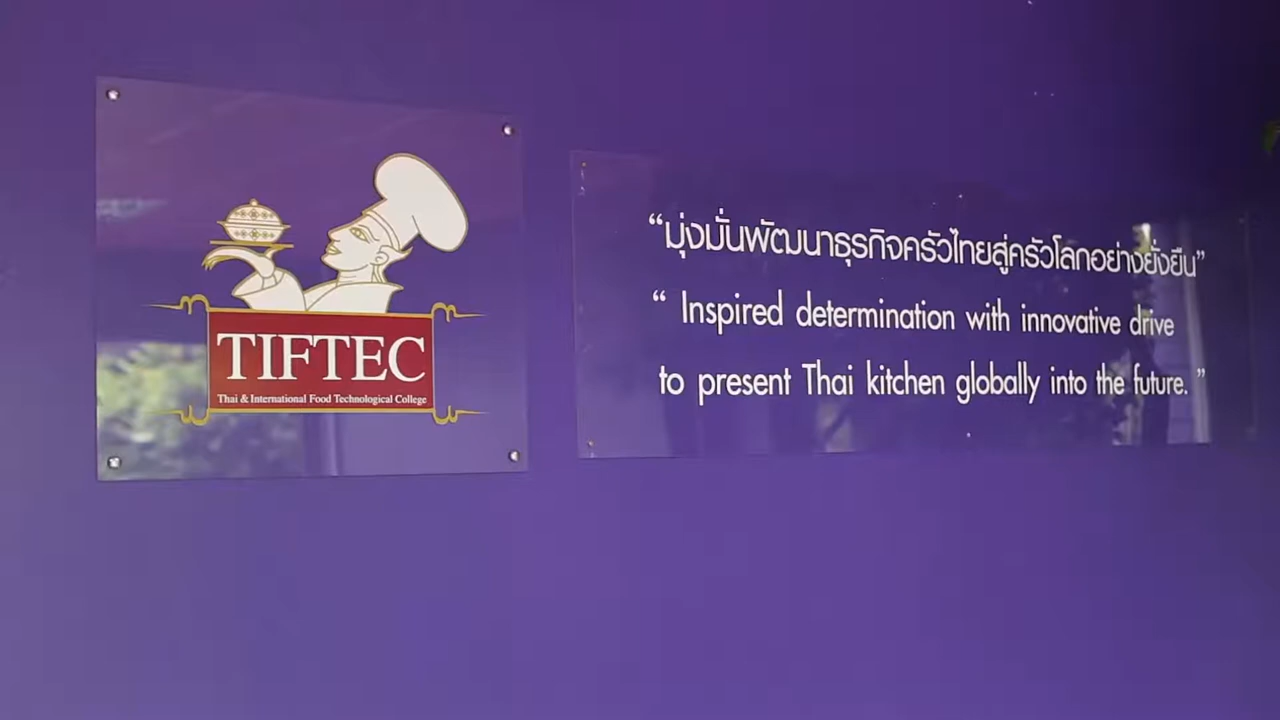 TIFTEC
Thai & International Food Technological College
“มุ่งมั่นพัฒนาธุรกิจครัวไทยสู่ครัวโลกอย่างยั่งยืน”
“ Inspired determination with innovative drive
to present Thai kitchen globally into the future. ”